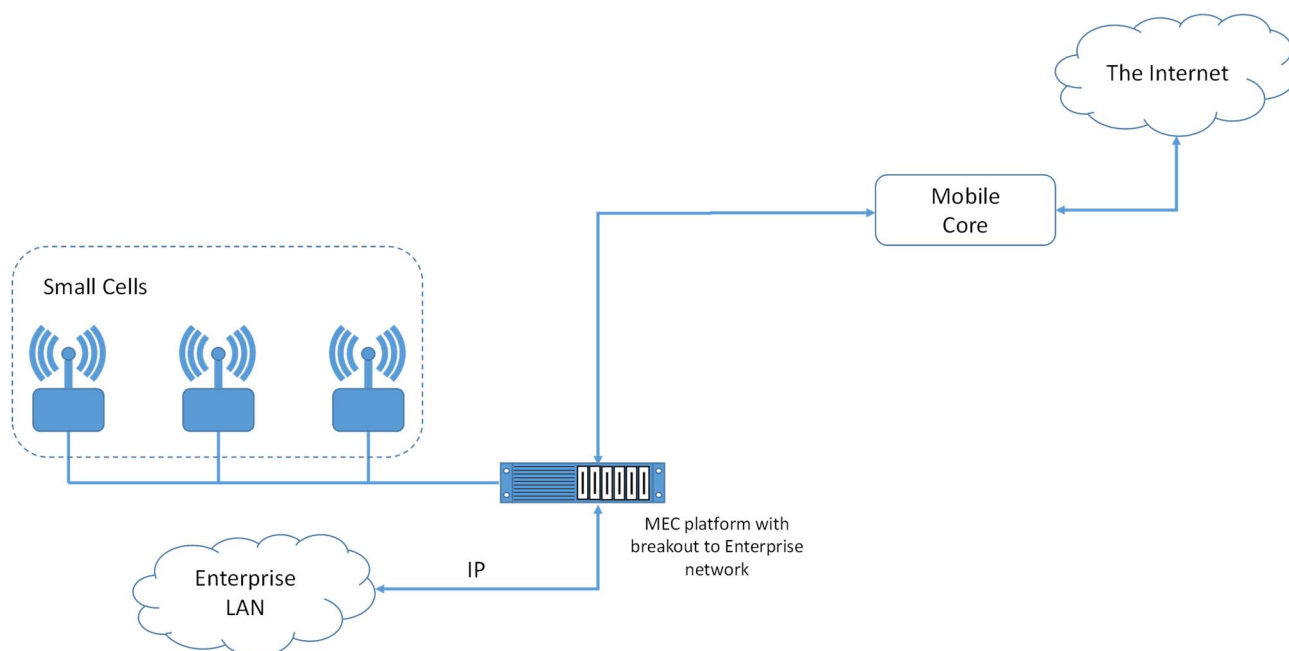 The Internet
Mobile
Core
Small Cells
MEC platform with
breakout to Enterprise
network
IP
Enterprise
LAN